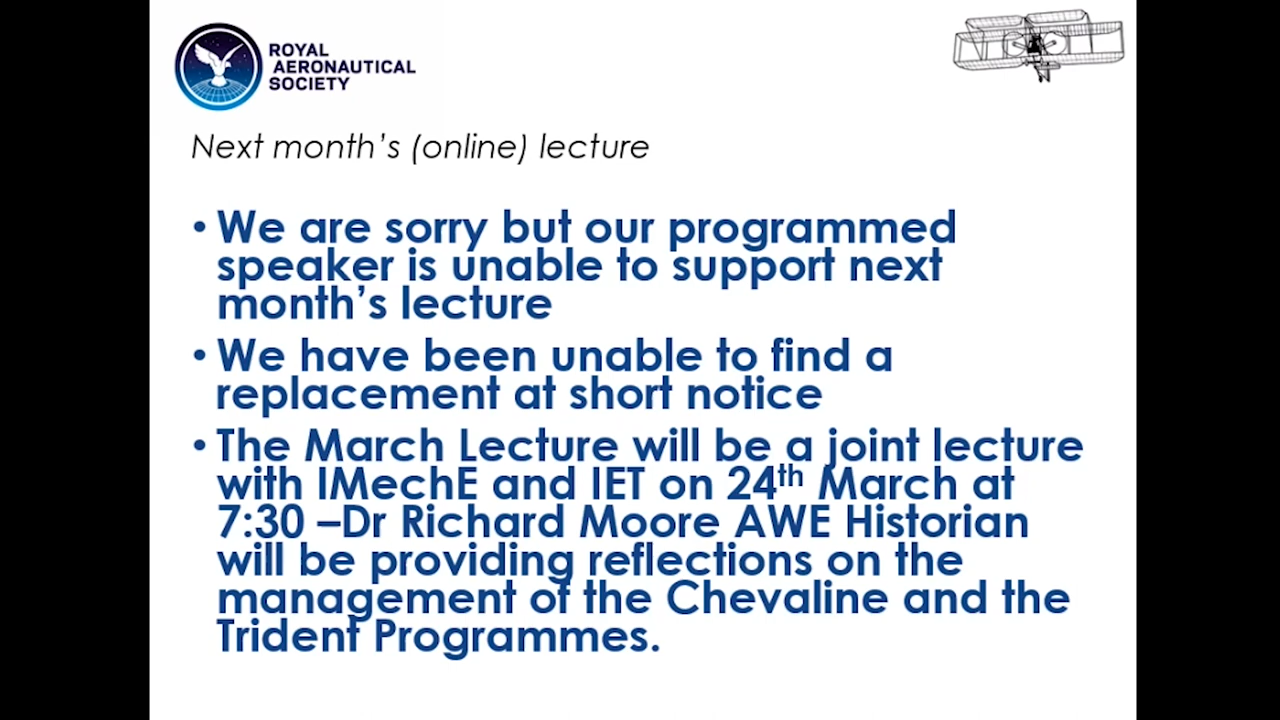 ROYAL
AERONAUTICAL
SOCIETY
Next month's (online) lecture
• We are sorry but our programmed
speaker is unable to support next
month's lecture
• We have been unable to find a
replacement at short notice
• The March Lecture will be a joint lecture
with IMechE and IET on 24th March at
7:30 –Dr Richard Moore AWE Historian
will be providing reflections on the
management of the Chevaline and the
Trident Programmes.